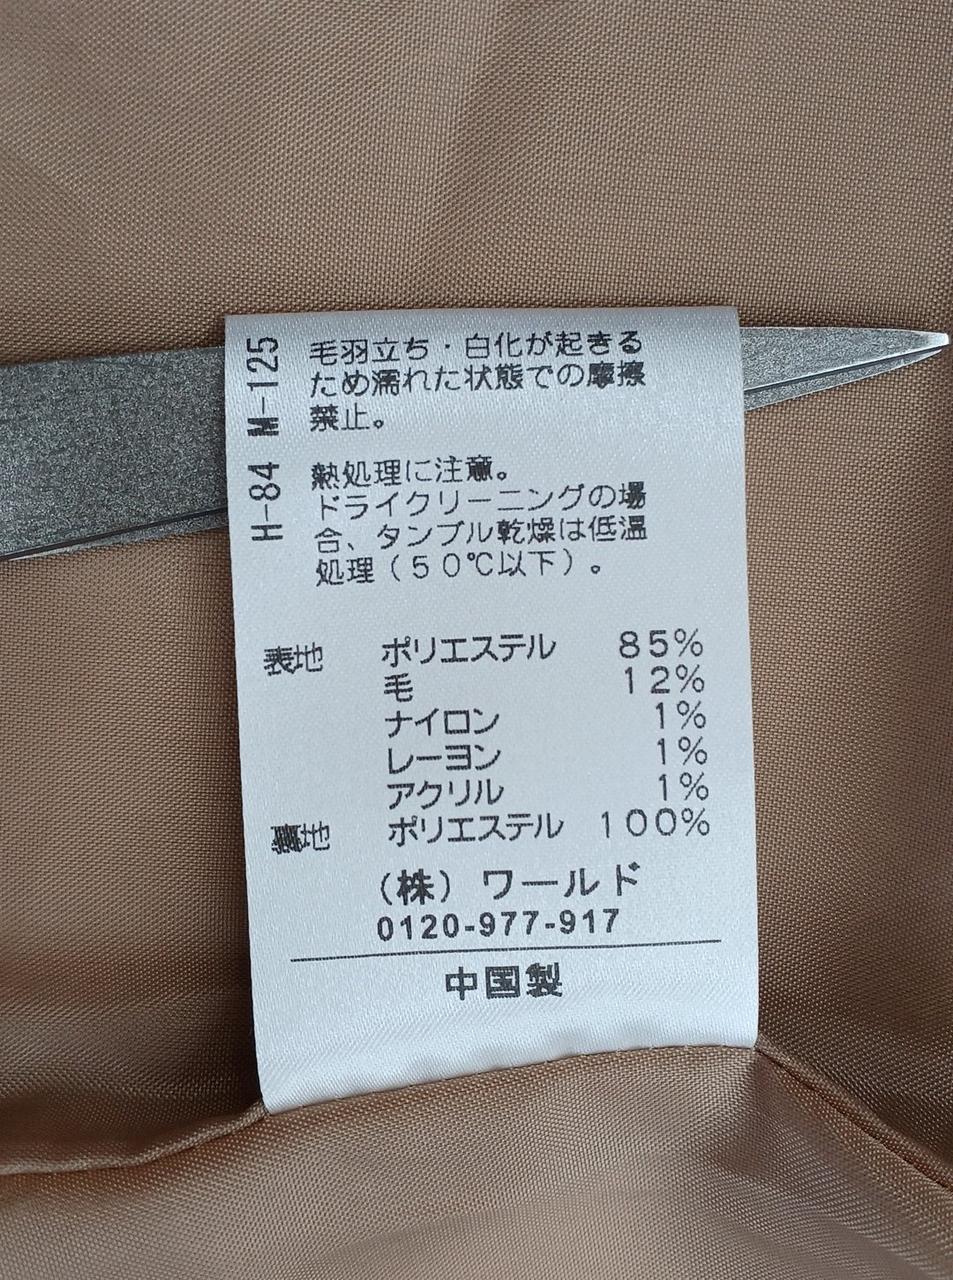 M-125
H-84
毛羽立ち・白化が起きる
ため濡れた状態での摩擦
禁止。
熱処理に注意。
ドライクリーニングの場
合、タンブル乾燥は低温
処理(50℃以下)。
表地 ポリエステル 85%
毛 12%
ナイロン 1%
レーヨン 1%
アクリル 1%
裏地 ポリエステル 100%
(株) ワールド
0120-977-917
中国製